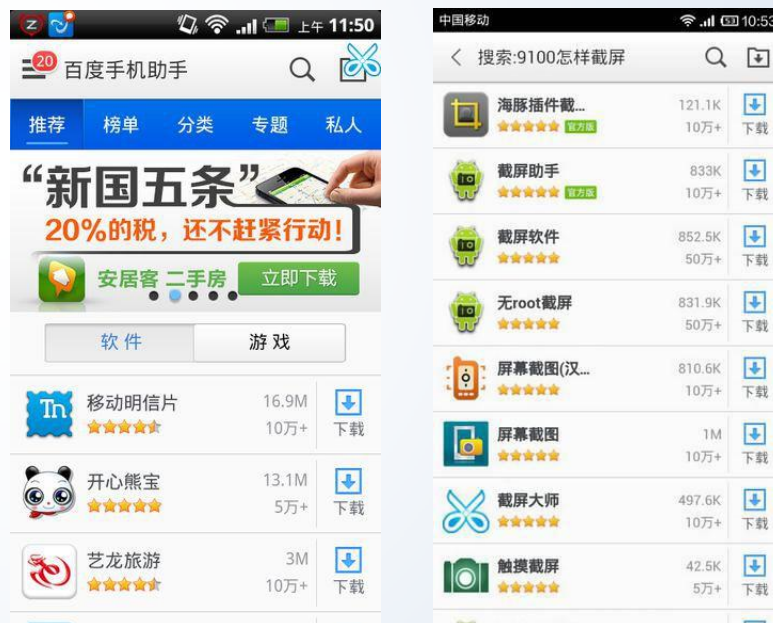 上午 11:50
20
百度手机助手
推荐 榜单 分类 专题 私人
“新国五条”
20%的税，还不赶紧行动！
安居客 二手房 立即下载
软件 游戏
Tn
移动明信片 16.9M
10万+ 下载
开心熊宝 13.1M
5万+ 下载
艺龙旅游 3M
10万+ 下载
中国移动 10:53
搜索:9100怎样截屏
海豚插件截... 121.1K
官方版 10万+ 下载
截屏助手 833K
官方版 10万+ 下载
截屏软件 852.5K
50万+ 下载
无root截屏 831.9K
50万+ 下载
屏幕截图(汉... 810.6K
10万+ 下载
屏幕截图 1M
10万+ 下载
截屏大师 497.6K
10万+ 下载
触摸截屏 42.5K
5万+ 下载